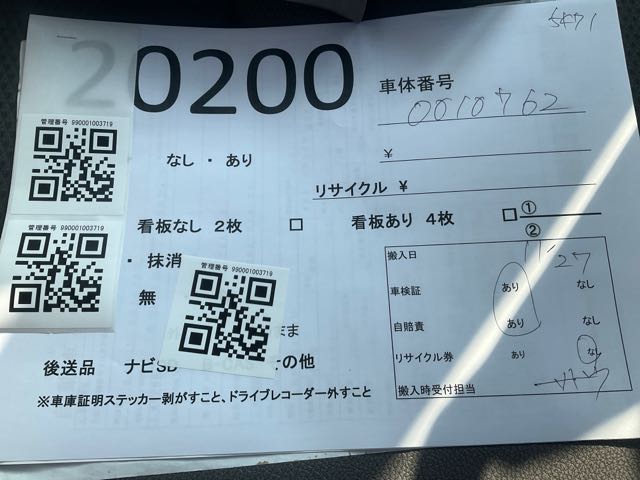 20200
車体番号
0010762
管理番号 990001003719
なし ・ あり
¥
リサイクル ¥
看板なし 2枚 □
看板あり 4枚 □ ①
②
管理番号 990001003719
・ 抹消
無
管理番号 990001003719
まま
後送品 ナビSD その他
※車庫証明ステッカー剥がすこと、ドライブレコーダー外すこと
搬入日 11.27
車検証 あり なし
自賠責 あり なし
リサイクル券 あり なし
搬入時受付担当